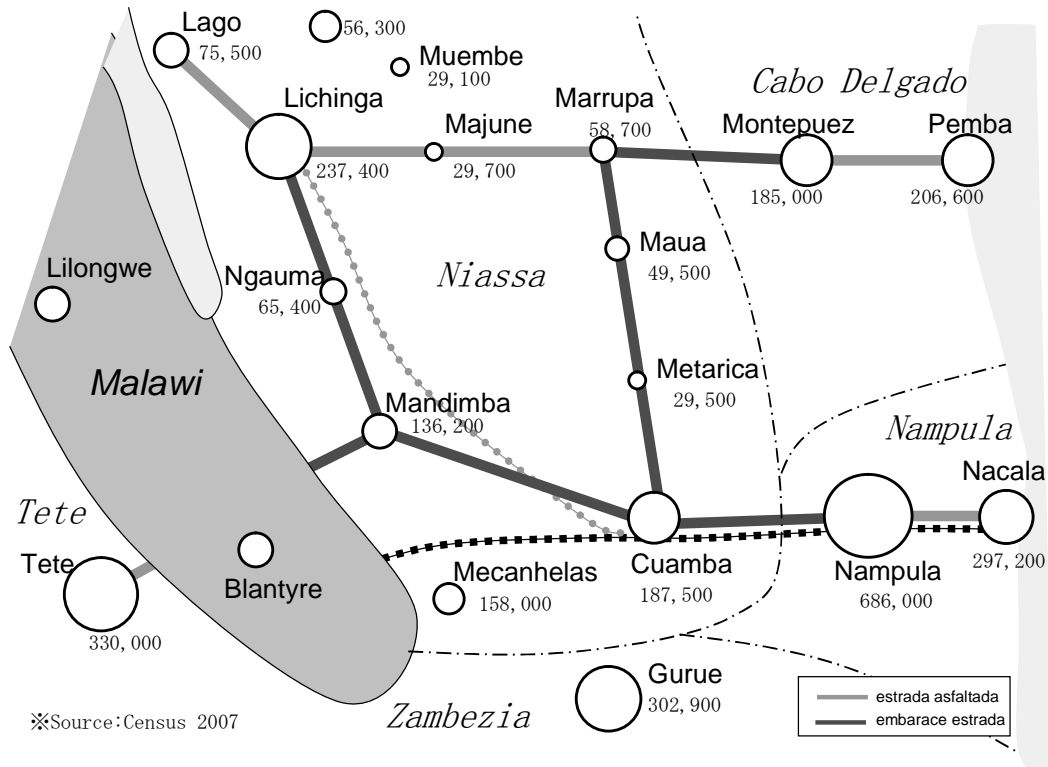 Lago
75,500
56,300
Muembe
29,100
Cabo Delgado
Lichinga
237,400
Majune
29,700
Marrupa
58,700
Montepuez
185,000
Pemba
206,600
Lilongwe
Ngauma
65,400
Niassa
Maua
49,500
Malawi
Mandimba
136,200
Metarica
29,500
Nampula
Nacala
297,200
Tete
Tete
330,000
Blantyre
Mecanhelas
158,000
Cuamba
187,500
Nampula
686,000
Gurue
302,900
Zambezia
※Source:Census 2007
estrada asfaltada
embarace estrada